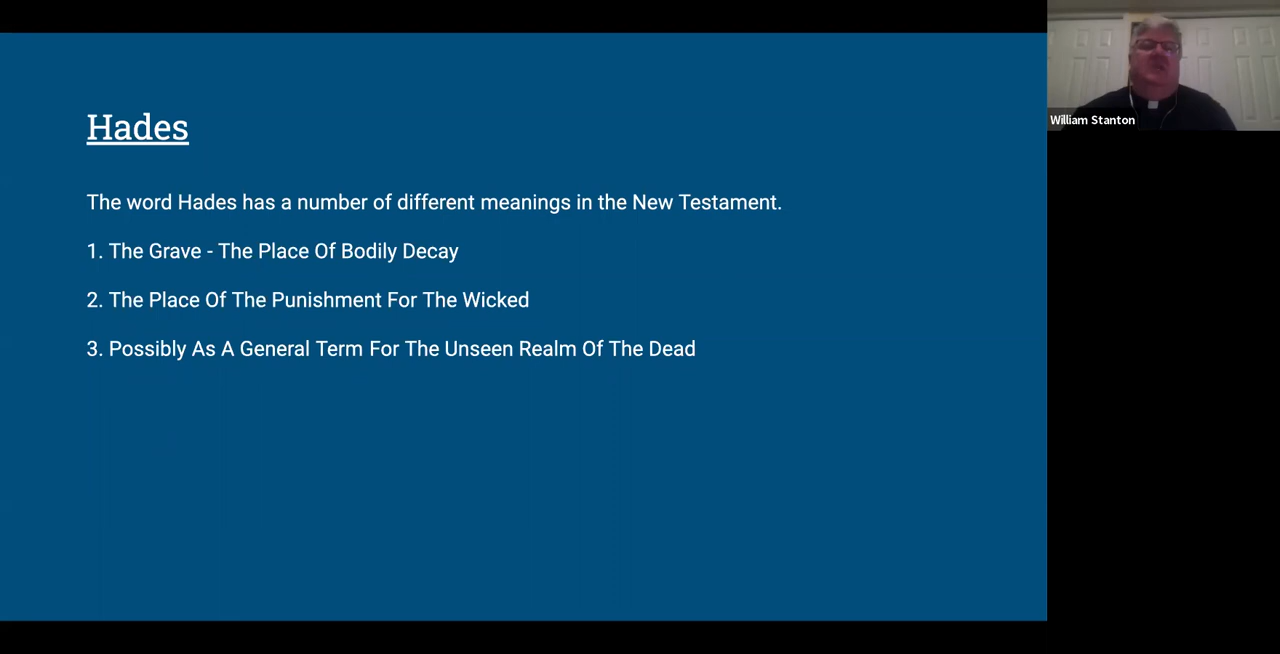 Hades
The word Hades has a number of different meanings in the New Testament.
1. The Grave - The Place Of Bodily Decay
2. The Place Of The Punishment For The Wicked
3. Possibly As A General Term For The Unseen Realm Of The Dead
William Stanton